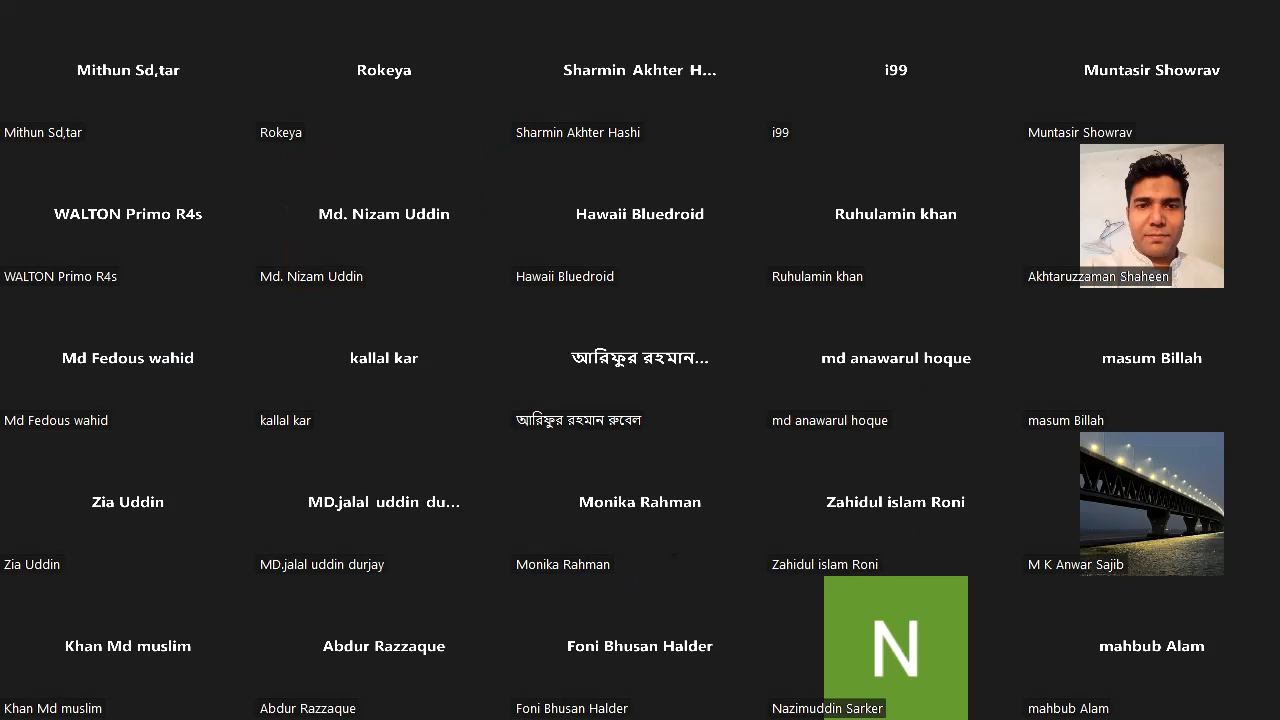 Mithun Sd,tar
Rokeya
Sharmin Akhter H...
i99
Muntasir Showrav
Mithun Sd,tar
Rokeya
Sharmin Akhter Hashi
i99
Muntasir Showrav
WALTON Primo R4s
Md. Nizam Uddin
Hawaii Bluedroid
Ruhulamin khan
WALTON Primo R4s
Md. Nizam Uddin
Hawaii Bluedroid
Ruhulamin khan
Akhtaruzzaman Shaheen
Md Fedous wahid
kallal kar
আরিফুর রহমান...
md anawarul hoque
masum Billah
Md Fedous wahid
kallal kar
আরিফুর রহমান রুবেল
md anawarul hoque
masum Billah
Zia Uddin
MD.jalal uddin du...
Monika Rahman
Zahidul islam Roni
Zia Uddin
MD.jalal uddin durjay
Monika Rahman
Zahidul islam Roni
M K Anwar Sajib
Khan Md muslim
Abdur Razzaque
Foni Bhusan Halder
N
mahbub Alam
Khan Md muslim
Abdur Razzaque
Foni Bhusan Halder
Nazimuddin Sarker
mahbub Alam